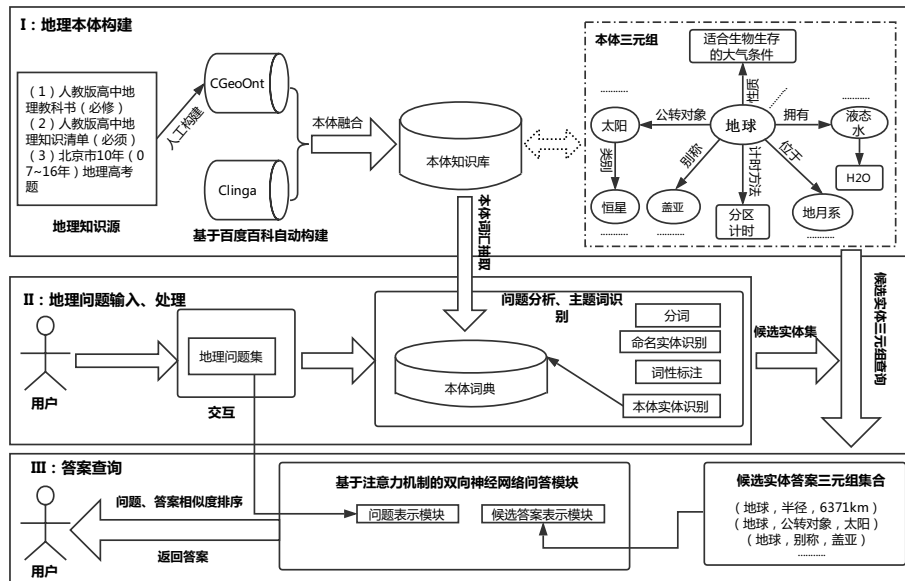 I：地理本体构建
（1）人教版高中地
理教科书（必修）
（2）人教版高中地
理知识清单（必须）
（3）北京市10年（0
7~16年）地理高考
题
地理知识源
人工构建
CGeoOnt
Clinga
基于百度百科自动构建
本体融合
本体知识库
本体三元组
适合生物生存
的大气条件
............
性质
太阳
公转对象
地球
拥有
液态
水
............
类别
别称
计时方法
位于
H2O
恒星
盖亚
分区
计时
地月系
............
............
............
本体词汇抽取
候选实体三元组查询
II：地理问题输入、处理
用户
地理问题集
交互
问题分析、主题词识
别
本体词典
分词
命名实体识别
词性标注
本体实体识别
候选实体集
III：答案查询
用户
问题、答案相似度排序
返回答案
基于注意力机制的双向神经网络问答模块
问题表示模块
候选答案表示模块
候选实体答案三元组集合
（地球，半径，6371km）
（地球，公转对象，太阳）
（地球，别称，盖亚）
............